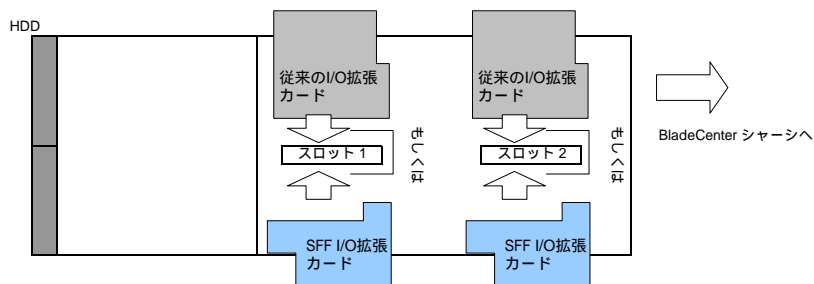 HDD
従来のI/O拡張
カード
従来のI/O拡張
カード
スロット 1
もしくは
スロット 2
もしくは
BladeCenter シャーシへ
SFF I/O拡張
カード
SFF I/O拡張
カード